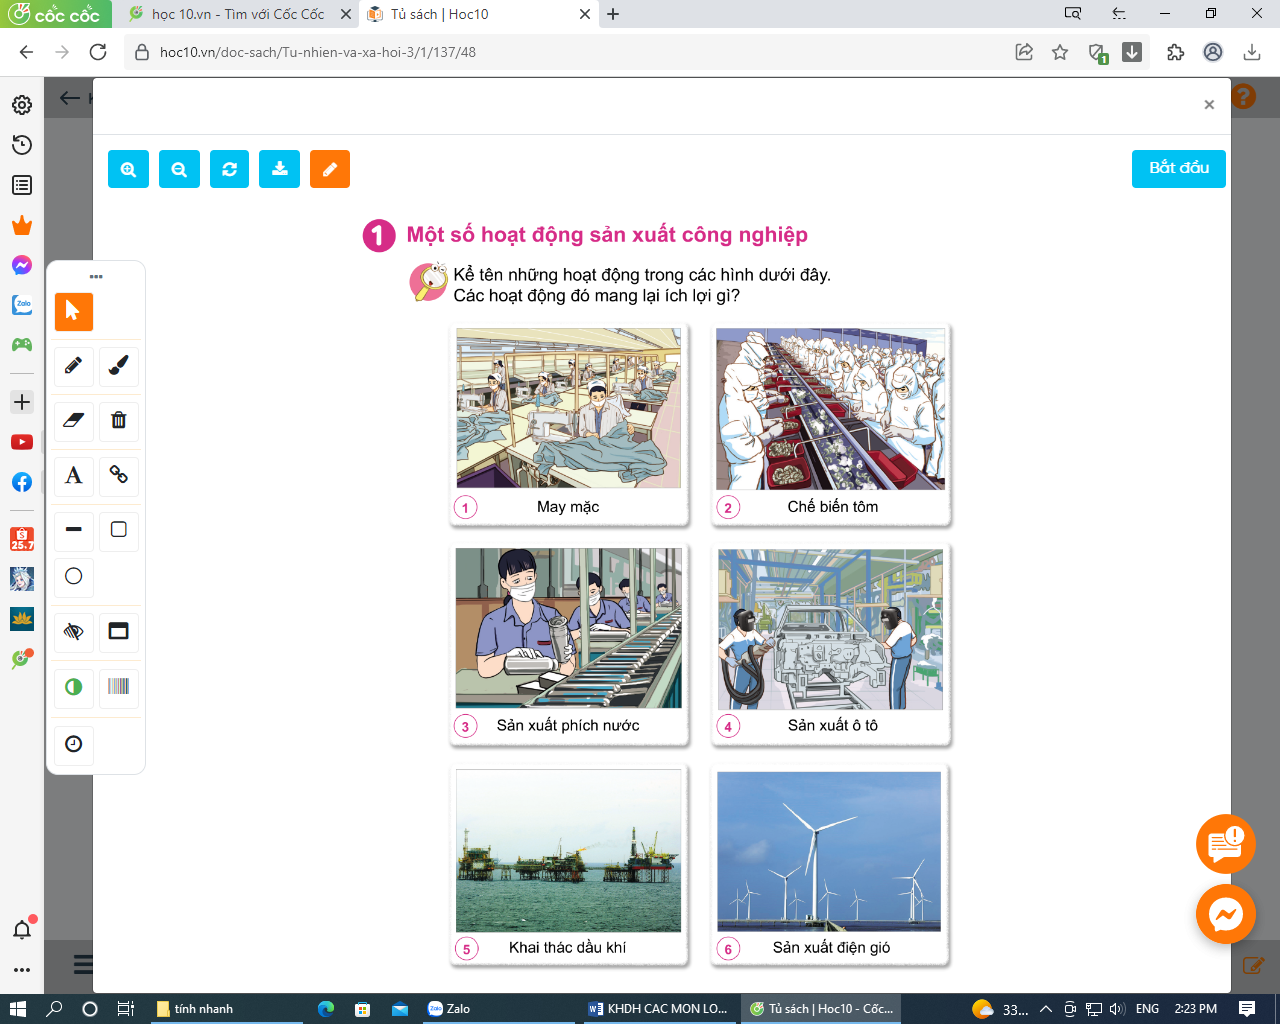 cốc cốc
học 10.vn - Tìm với Cốc Cốc
Tủ sách | Hoc10
hoc10.vn/doc-sach/Tu-nhien-va-xa-hoi-3/1/137/48
1
Zalo
25.7
A
Bắt đầu
1 Một số hoạt động sản xuất công nghiệp
Kể tên những hoạt động trong các hình dưới đây.
Các hoạt động đó mang lại ích lợi gì?
1 May mặc
2 Chế biến tôm
3 Sản xuất phích nước
4 Sản xuất ô tô
5 Khai thác dầu khí
6 Sản xuất điện gió
tính nhanh
Zalo
KHDH CAC MON LO...
Tủ sách | Hoc10 - Cốc...
33...
ENG
2:23 PM